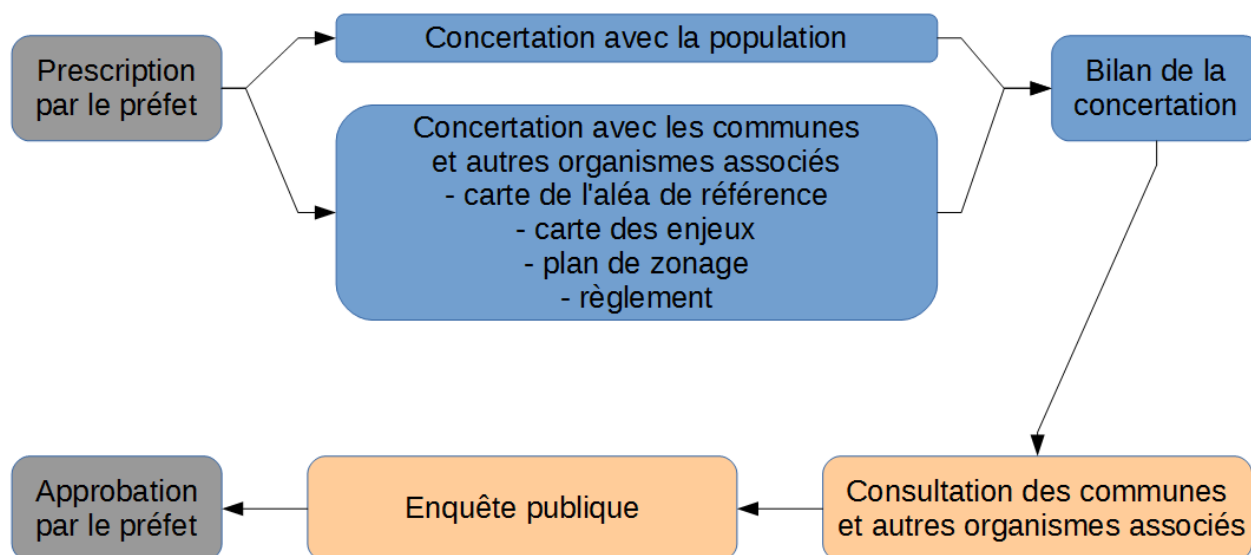 Prescription
par le préfet
Concertation avec la population
Concertation avec les communes
et autres organismes associés
- carte de l'aléa de référence
- carte des enjeux
- plan de zonage
- règlement
Bilan de la
concertation
Consultation des communes
et autres organismes associés
Enquête publique
Approbation
par le préfet